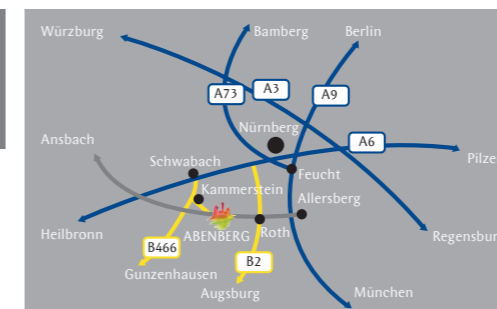 Würzburg
Bamberg
Berlin
A73
A3
A9
Nürnberg
A6
Ansbach
Schwabach
Pilze
Feucht
Kammerstein
Allersberg
Heilbronn
ABENBERG
Roth
Regensbur
B466
B2
Gunzenhausen
Augsburg
München